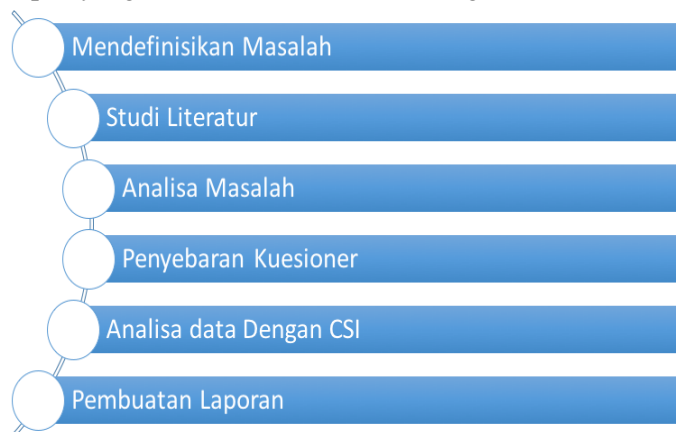 Mendefinisikan Masalah
Studi Literatur
Analisa Masalah
Penyebaran Kuesioner
Analisa data Dengan CSI
Pembuatan Laporan